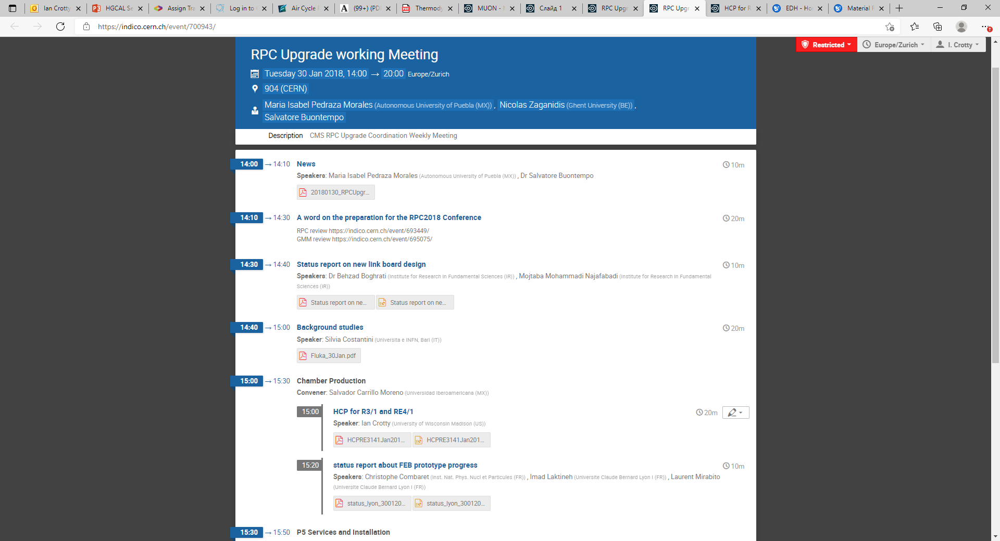 Ian Crotty
HGCAL Se
Assign Tra
Log in to
Air Cycle
(99+) (PD
Thermody
MUON -
Слайд 1
RPC Upgr
RPC Upgr
HCP for R
EDH - Ho
Material
https://indico.cern.ch/event/700943/
Restricted
Europe/Zurich
I. Crotty
RPC Upgrade working Meeting
Tuesday 30 Jan 2018, 14:00 → 20:00 Europe/Zurich
904 (CERN)
Maria Isabel Pedraza Morales (Autonomous University of Puebla (MX)) , Nicolas Zaganidis (Ghent University (BE)) ,
Salvatore Buontempo
Description CMS RPC Upgrade Coordination Weekly Meeting
14:00 → 14:10 News 10m
Speakers: Maria Isabel Pedraza Morales (Autonomous University of Puebla (MX)) , Dr Salvatore Buontempo
20180130_RPCUpgr...
14:10 → 14:30 A word on the preparation for the RPC2018 Conference 20m
RPC review https://indico.cern.ch/event/693449/
GMM review https://indico.cern.ch/event/695075/
14:30 → 14:40 Status report on new link board design 10m
Speakers: Dr Behzad Boghrati (Institute for Research in Fundamental Sciences (IR)) , Mojtaba Mohammadi Najafabadi (Institute for Research in Fundamental
Sciences (IR))
Status report on ne... Status report on ne...
14:40 → 15:00 Background studies 20m
Speaker: Silvia Costantini (Universita e INFN, Bari (IT))
Fluka_30Jan.pdf
15:00 → 15:30 Chamber Production
Convener: Salvador Carrillo Moreno (Universidad Iberoamericana (MX))
15:00 HCP for R3/1 and RE4/1 20m
Speaker: Ian Crotty (University of Wisconsin Madison (US))
HCPRE3141Jan201... HCPRE3141Jan201...
15:20 status report about FEB prototype progress 10m
Speakers: Christophe Combaret (Inst. Nat. Phys. Nucl et Particules (FR)) , Imad Laktineh (Universite Claude Bernard Lyon I (FR)) , Laurent Mirabito
(Universite Claude Bernard Lyon I (FR))
status_lyon_300120... status_lyon_300120...
15:30 → 15:50 P5 Services and Installation